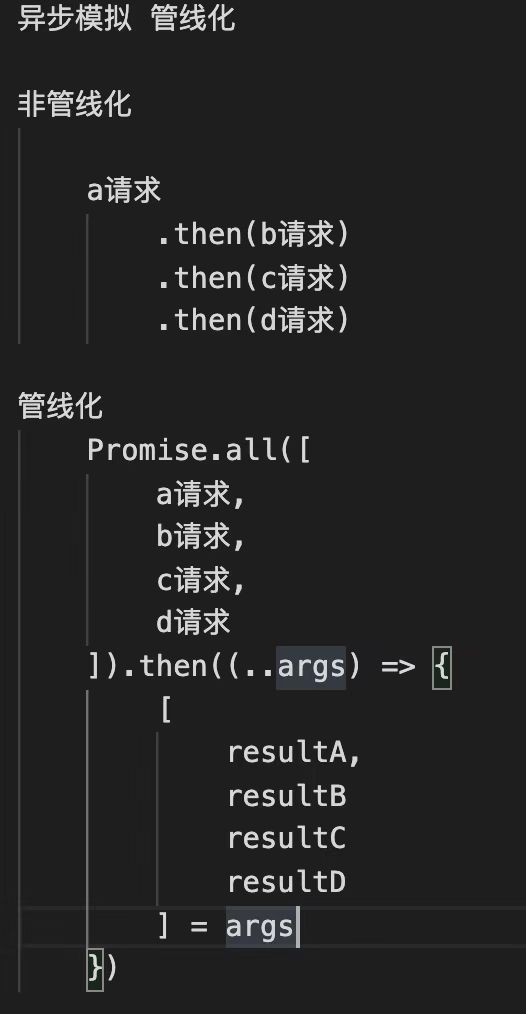 异步模拟 管线化
非管线化
a请求
.then(b请求)
.then(c请求)
.then(d请求)
管线化
Promise.all([
a请求,
b请求,
c请求,
d请求
]).then((..args) => {
[
resultA,
resultB
resultC
resultD
] = args
})